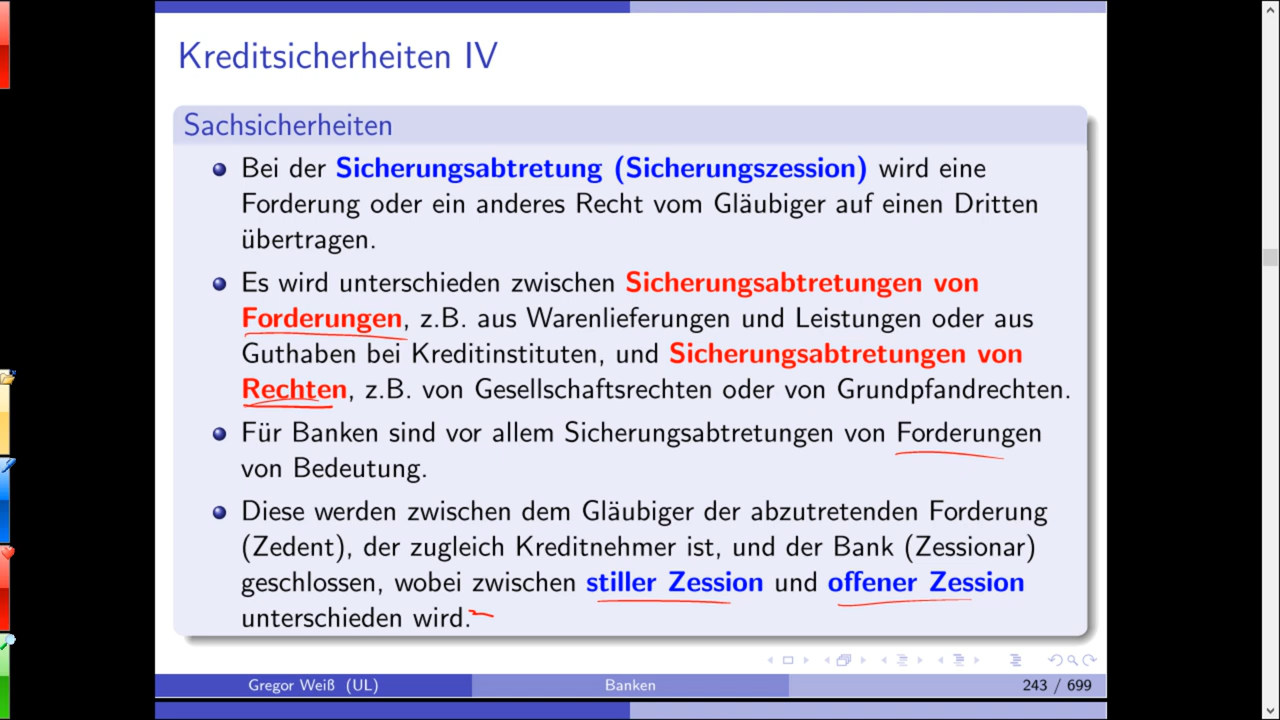 Kreditsicherheiten IV
Sachsicherheiten
Bei der Sicherungsabtretung (Sicherungszession) wird eine
Forderung oder ein anderes Recht vom Gläubiger auf einen Dritten
übertragen.
Es wird unterschieden zwischen Sicherungsabtretungen von
Forderungen, z.B. aus Warenlieferungen und Leistungen oder aus
Guthaben bei Kreditinstituten, und Sicherungsabtretungen von
Rechten, z.B. von Gesellschaftsrechten oder von Grundpfandrechten.
Für Banken sind vor allem Sicherungsabtretungen von Forderungen
von Bedeutung.
Diese werden zwischen dem Gläubiger der abzutretenden Forderung
(Zedent), der zugleich Kreditnehmer ist, und der Bank (Zessionar)
geschlossen, wobei zwischen stiller Zession und offener Zession
unterschieden wird.
Gregor Weiß (UL) Banken 243 / 699